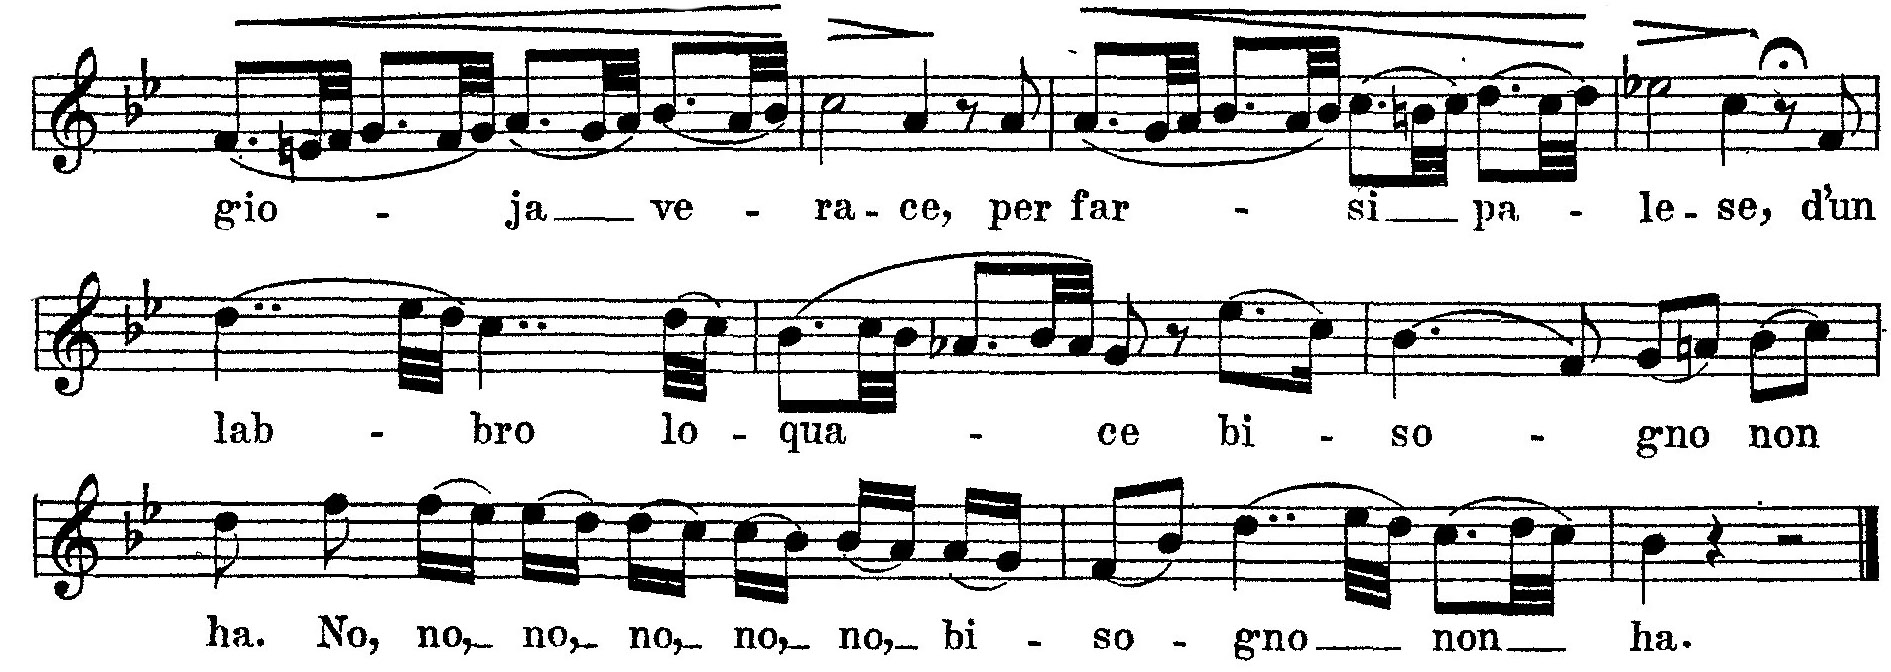 gio - ja ve - ra - ce, per far - si pa - le - se, d'un
lab - bro lo - qua - ce bi - so - gno non
ha. No, no, no, no, no, no, bi - so - gno non ha.